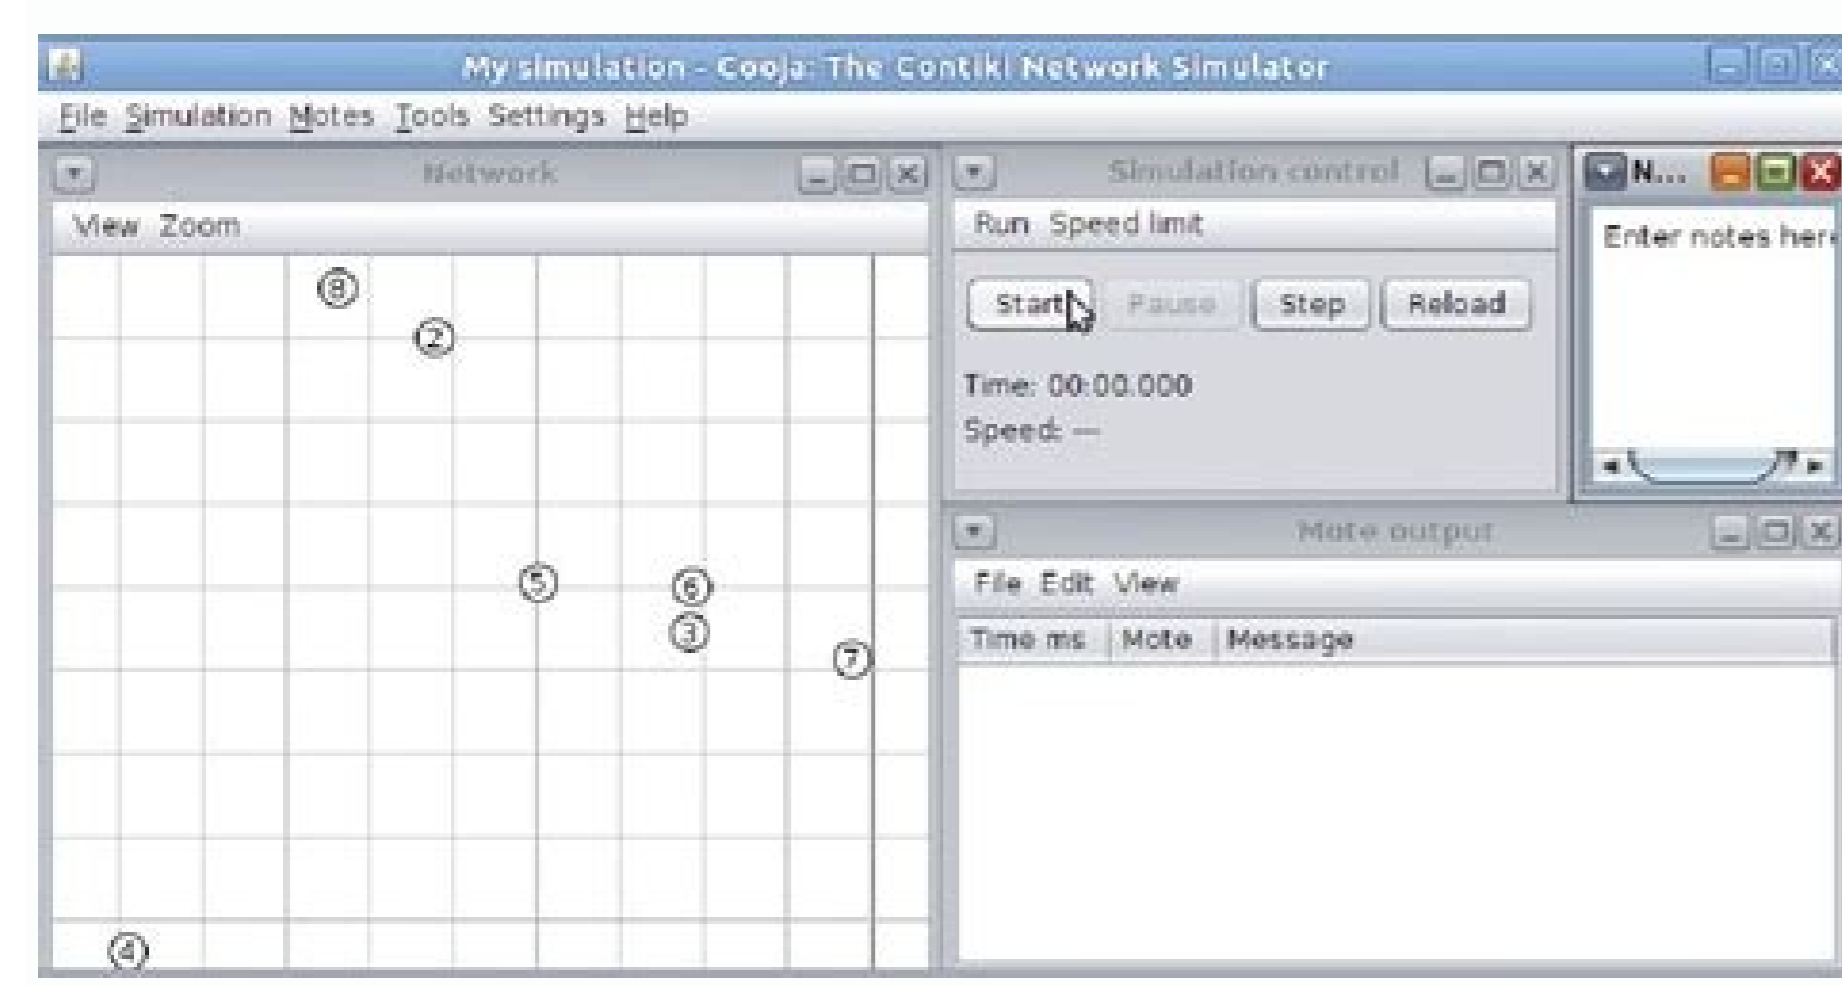 My simulation - Cooja: The Contiki Network Simulator
File Simulation Motes Tools Settings Help
Network
View Zoom
8
2
5
6
3
7
4
Simulation control
Run Speed limit
Start Pause Step Reload
Time: 00:00.000
Speed: ---
N...
Enter notes here
Mote output
File Edit View
Time ms Mote Message